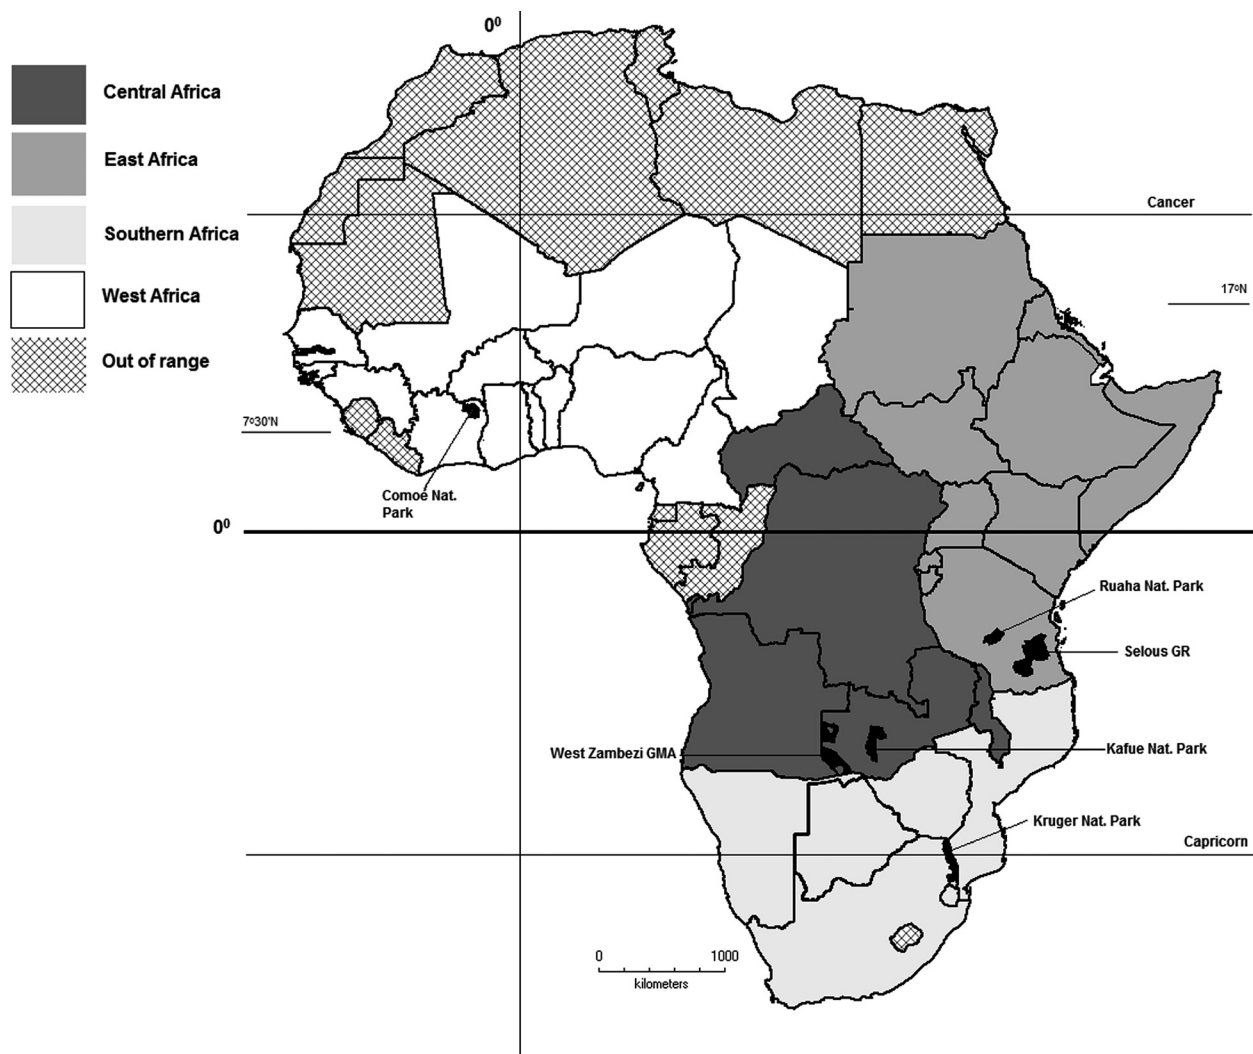 0⁰
Central Africa
East Africa
Southern Africa
West Africa
Out of range
Cancer
17ºN
7º30'N
Comoe Nat.
Park
0⁰
Ruaha Nat. Park
Selous GR
West Zambezi GMA
Kafue Nat. Park
Kruger Nat. Park
Capricorn
0 1000
kilometers